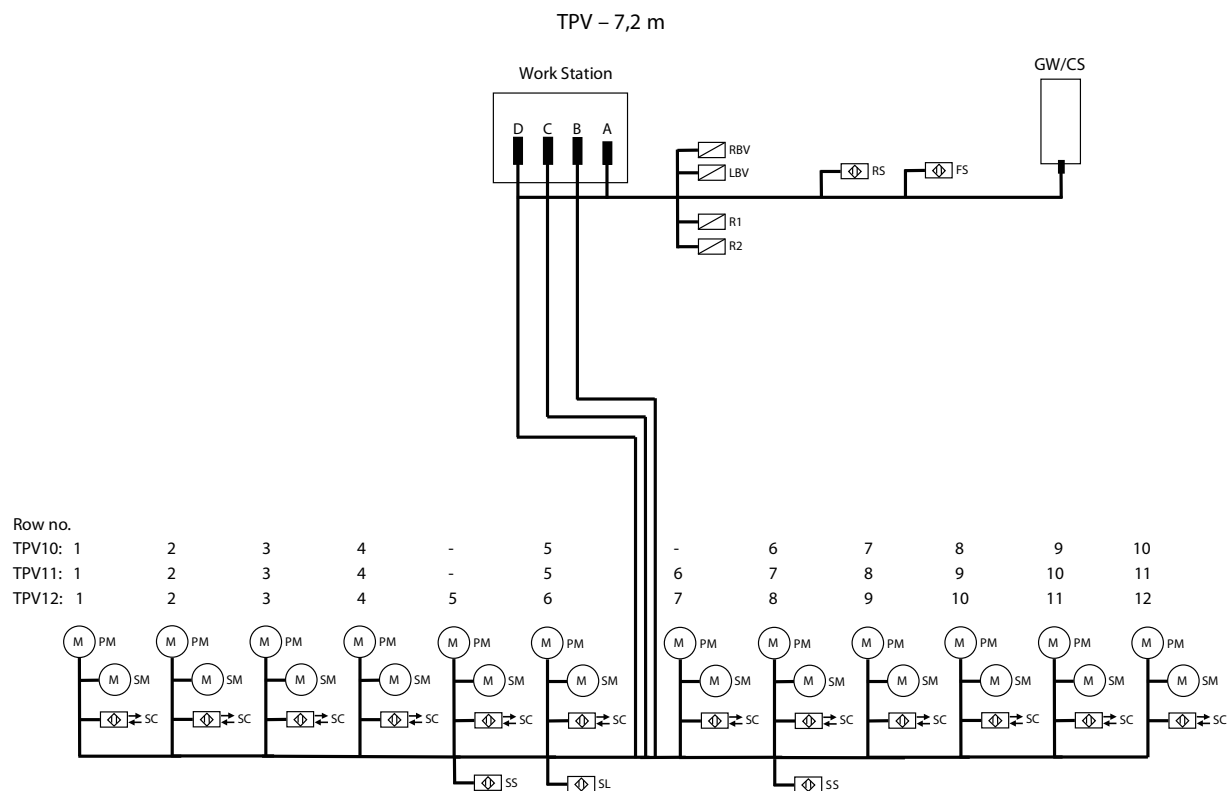 TPV – 7,2 m
Work Station
GW/CS
D C B A
RBV
LBV
RS
FS
R1
R2
Row no.
TPV10: 1 2 3 4 - 5 - 6 7 8 9 10
TPV11: 1 2 3 4 - 5 6 7 8 9 10 11
TPV12: 1 2 3 4 5 6 7 8 9 10 11 12
M PM M PM M PM M PM M PM M PM M PM M PM M PM M PM M PM M PM
M SM M SM M SM M SM M SM M SM M SM M SM M SM M SM M SM M SM
SC SC SC SC SC SC SC SC SC SC SC SC
SS SL SS